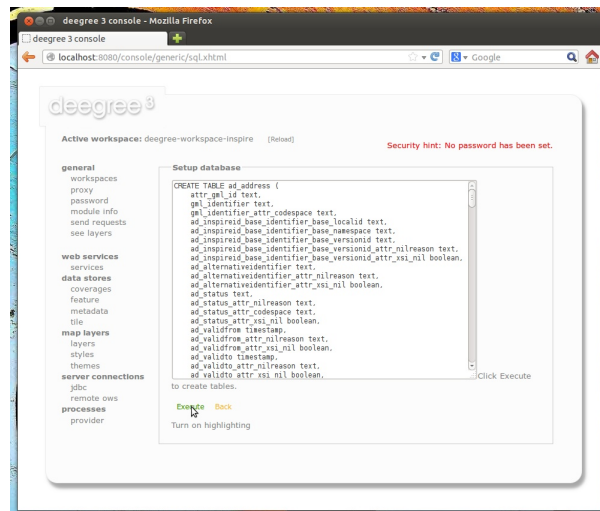 deegree 3 console - Mozilla Firefox
deegree 3 console
localhost:8080/console/generic/sql.xhtml
Google
deegree 3
Active workspace: deegree-workspace-inspire [Reload]
Security hint: No password has been set.
general
workspaces
proxy
password
module info
send requests
see layers
web services
services
data stores
coverages
feature
metadata
tile
map layers
layers
styles
themes
server connections
jdbc
remote ows
processes
provider
Setup database
CREATE TABLE ad_address (
attr_gml_id text,
gml_identifier text,
gml_identifier_attr_codespace text,
ad_inspireid_base_identifier_base_localid text,
ad_inspireid_base_identifier_base_namespace text,
ad_inspireid_base_identifier_base_versionid text,
ad_inspireid_base_identifier_base_versionid_attr_nilreason text,
ad_inspireid_base_identifier_base_versionid_attr_xsi_nil boolean,
ad_alternativeidentifier text,
ad_alternativeidentifier_attr_nilreason text,
ad_alternativeidentifier_attr_xsi_nil boolean,
ad_status text,
ad_status_attr_nilreason text,
ad_status_attr_codespace text,
ad_status_attr_xsi_nil boolean,
ad_validfrom timestamp,
ad_validfrom_attr_nilreason text,
ad_validfrom_attr_xsi_nil boolean,
ad_validto timestamp,
ad_validto_attr_nilreason text,
ad_validto_attr_xsi_nil boolean,
Click Execute
to create tables.
Execute Back
Turn on highlighting